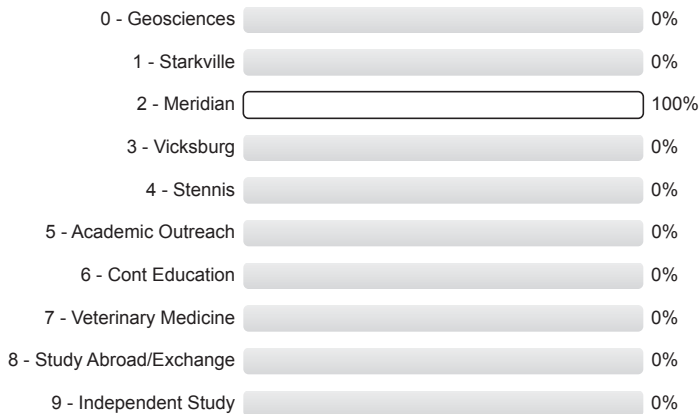 0 - Geosciences 0%
1 - Starkville 0%
2 - Meridian 100%
3 - Vicksburg 0%
4 - Stennis 0%
5 - Academic Outreach 0%
6 - Cont Education 0%
7 - Veterinary Medicine 0%
8 - Study Abroad/Exchange 0%
9 - Independent Study 0%